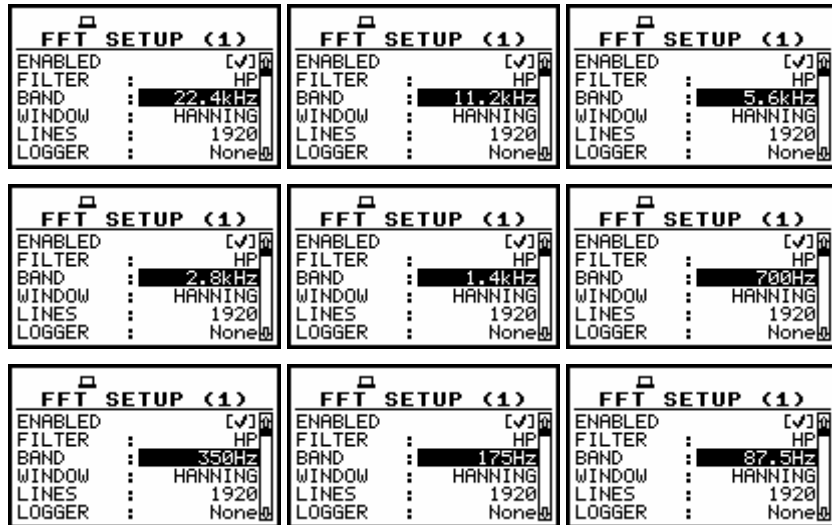 FFT SETUP (1)
ENABLED [✓]
FILTER : HP
BAND : 22.4kHz
WINDOW : HANNING
LINES : 1920
LOGGER : None
FFT SETUP (1)
ENABLED [✓]
FILTER : HP
BAND : 11.2kHz
WINDOW : HANNING
LINES : 1920
LOGGER : None
FFT SETUP (1)
ENABLED [✓]
FILTER : HP
BAND : 5.6kHz
WINDOW : HANNING
LINES : 1920
LOGGER : None
FFT SETUP (1)
ENABLED [✓]
FILTER : HP
BAND : 2.8kHz
WINDOW : HANNING
LINES : 1920
LOGGER : None
FFT SETUP (1)
ENABLED [✓]
FILTER : HP
BAND : 1.4kHz
WINDOW : HANNING
LINES : 1920
LOGGER : None
FFT SETUP (1)
ENABLED [✓]
FILTER : HP
BAND : 700Hz
WINDOW : HANNING
LINES : 1920
LOGGER : None
FFT SETUP (1)
ENABLED [✓]
FILTER : HP
BAND : 350Hz
WINDOW : HANNING
LINES : 1920
LOGGER : None
FFT SETUP (1)
ENABLED [✓]
FILTER : HP
BAND : 175Hz
WINDOW : HANNING
LINES : 1920
LOGGER : None
FFT SETUP (1)
ENABLED [✓]
FILTER : HP
BAND : 87.5Hz
WINDOW : HANNING
LINES : 1920
LOGGER : None